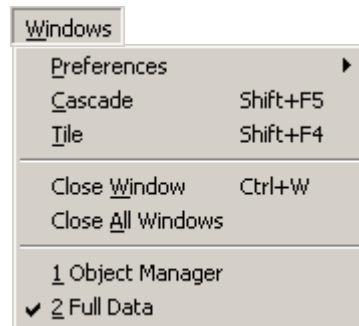 Windows
Preferences
Cascade Shift+F5
Tile Shift+F4
Close Window Ctrl+W
Close All Windows
1 Object Manager
2 Full Data